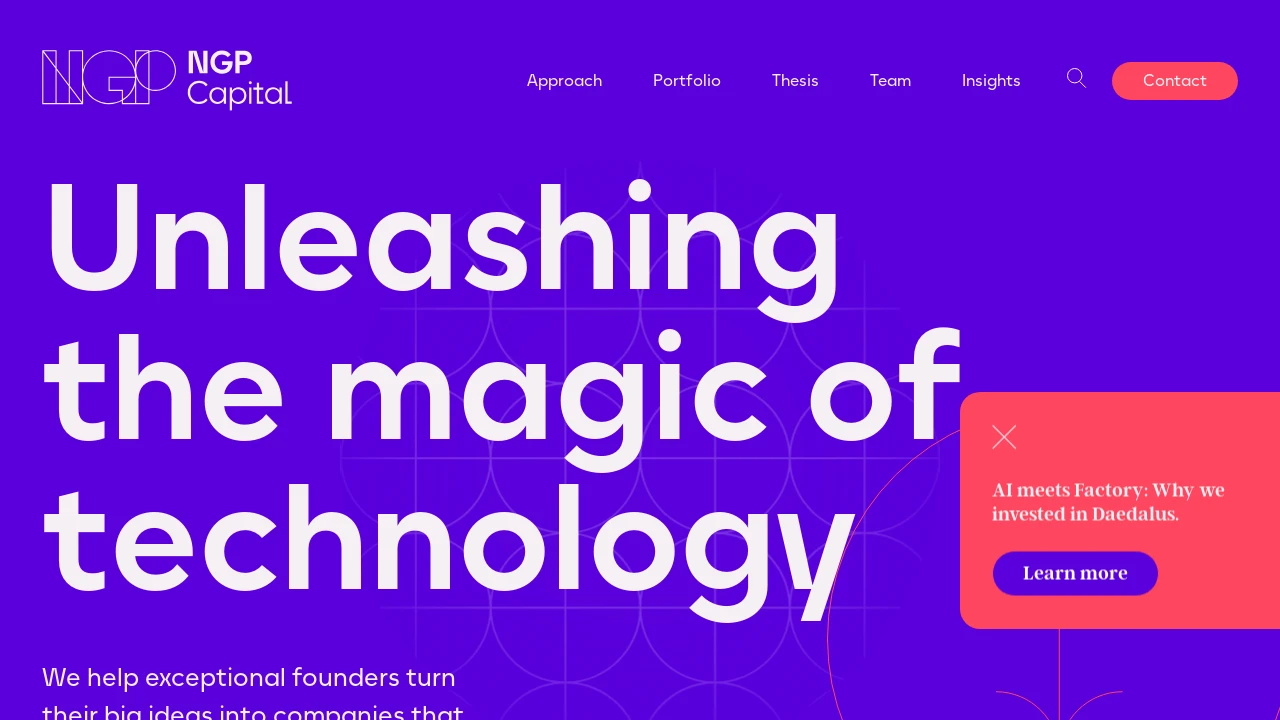 NGP
NGP
Capital
Approach
Portfolio
Thesis
Team
Insights
Contact
Unleashing
the magic of
technology
AI meets Factory: Why we
invested in Daedalus.
Learn more
We help exceptional founders turn
their big ideas into companies that